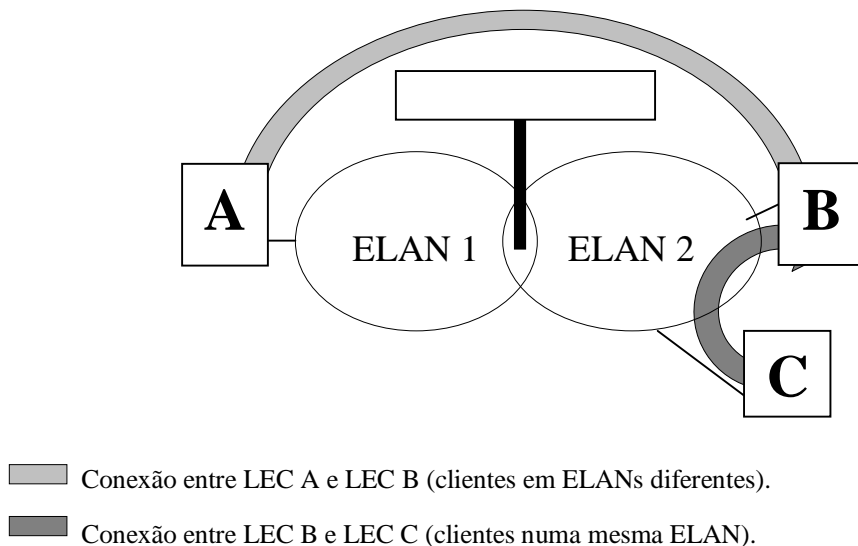 A
ELAN 1
ELAN 2
B
C
Conexão entre LEC A e LEC B (clientes em ELANs diferentes).
Conexão entre LEC B e LEC C (clientes numa mesma ELAN).